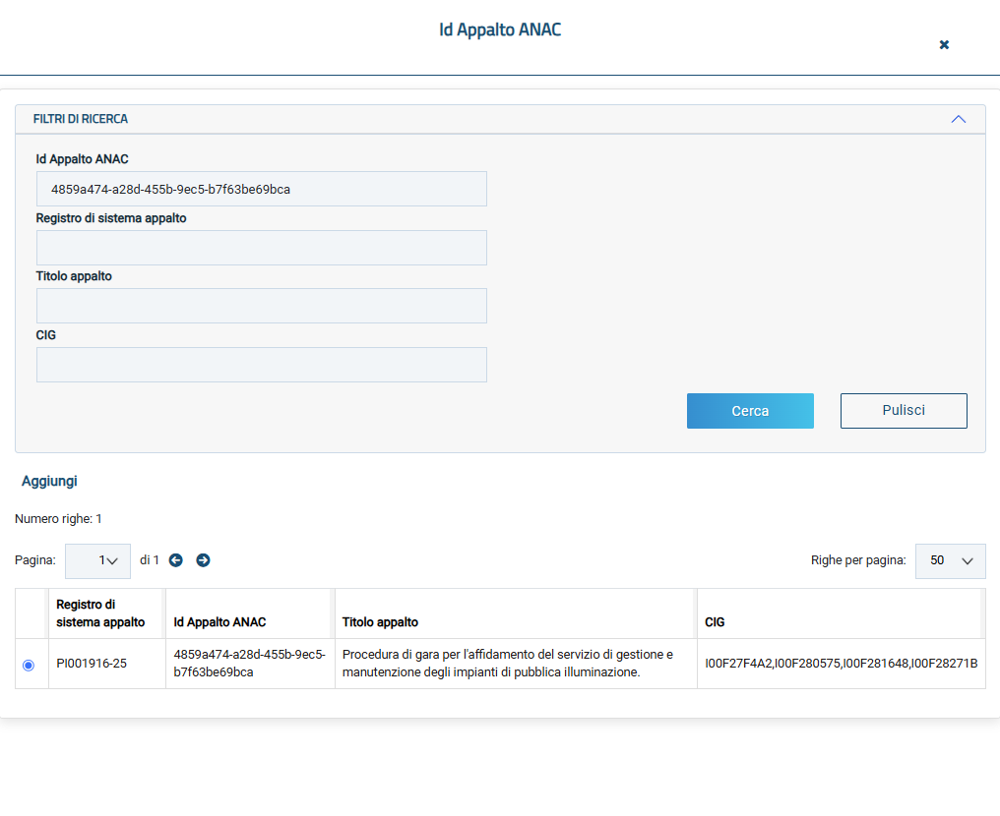 Id Appalto ANAC
FILTRI DI RICERCA
Id Appalto ANAC
4859a474-a28d-455b-9ec5-b7f63be69bca
Registro di sistema appalto
Titolo appalto
CIG
Cerca
Pulisci
Aggiungi
Numero righe: 1
Pagina: 1 di 1
Righe per pagina: 50
Registro di
sistema appalto
Id Appalto ANAC
Titolo appalto
CIG
PI001916-25
4859a474-a28d-455b-9ec5-
b7f63be69bca
Procedura di gara per l'affidamento del servizio di gestione e
manutenzione degli impianti di pubblica illuminazione.
I00F27F4A2,I00F280575,I00F281648,I00F28271B